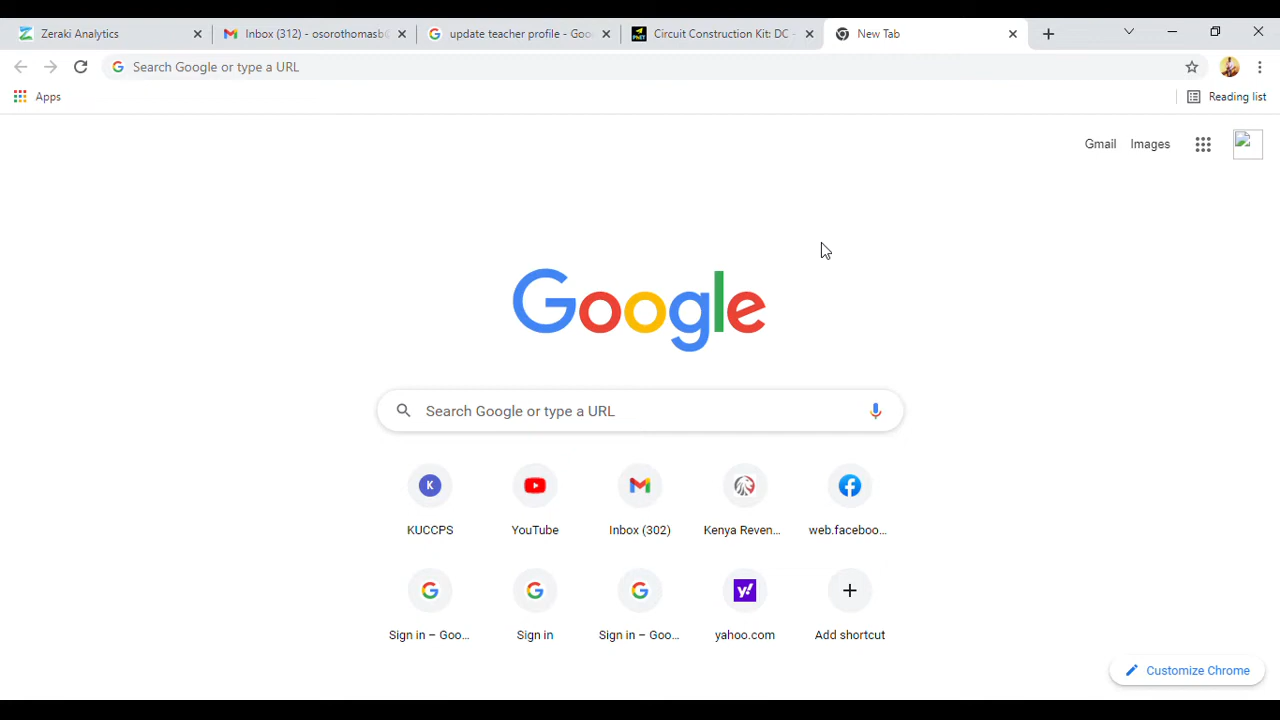 Zeraki Analytics
Inbox (312) - osorothomasb
update teacher profile - Goo
Circuit Construction Kit: DC -
New Tab
Search Google or type a URL
Apps
Reading list
Gmail
Images
Google
Search Google or type a URL
K
KUCCPS
YouTube
Inbox (302)
Kenya Reven...
web.faceboo...
Sign in – Goo...
Sign in
Sign in – Goo...
y!
yahoo.com
Add shortcut
Customize Chrome